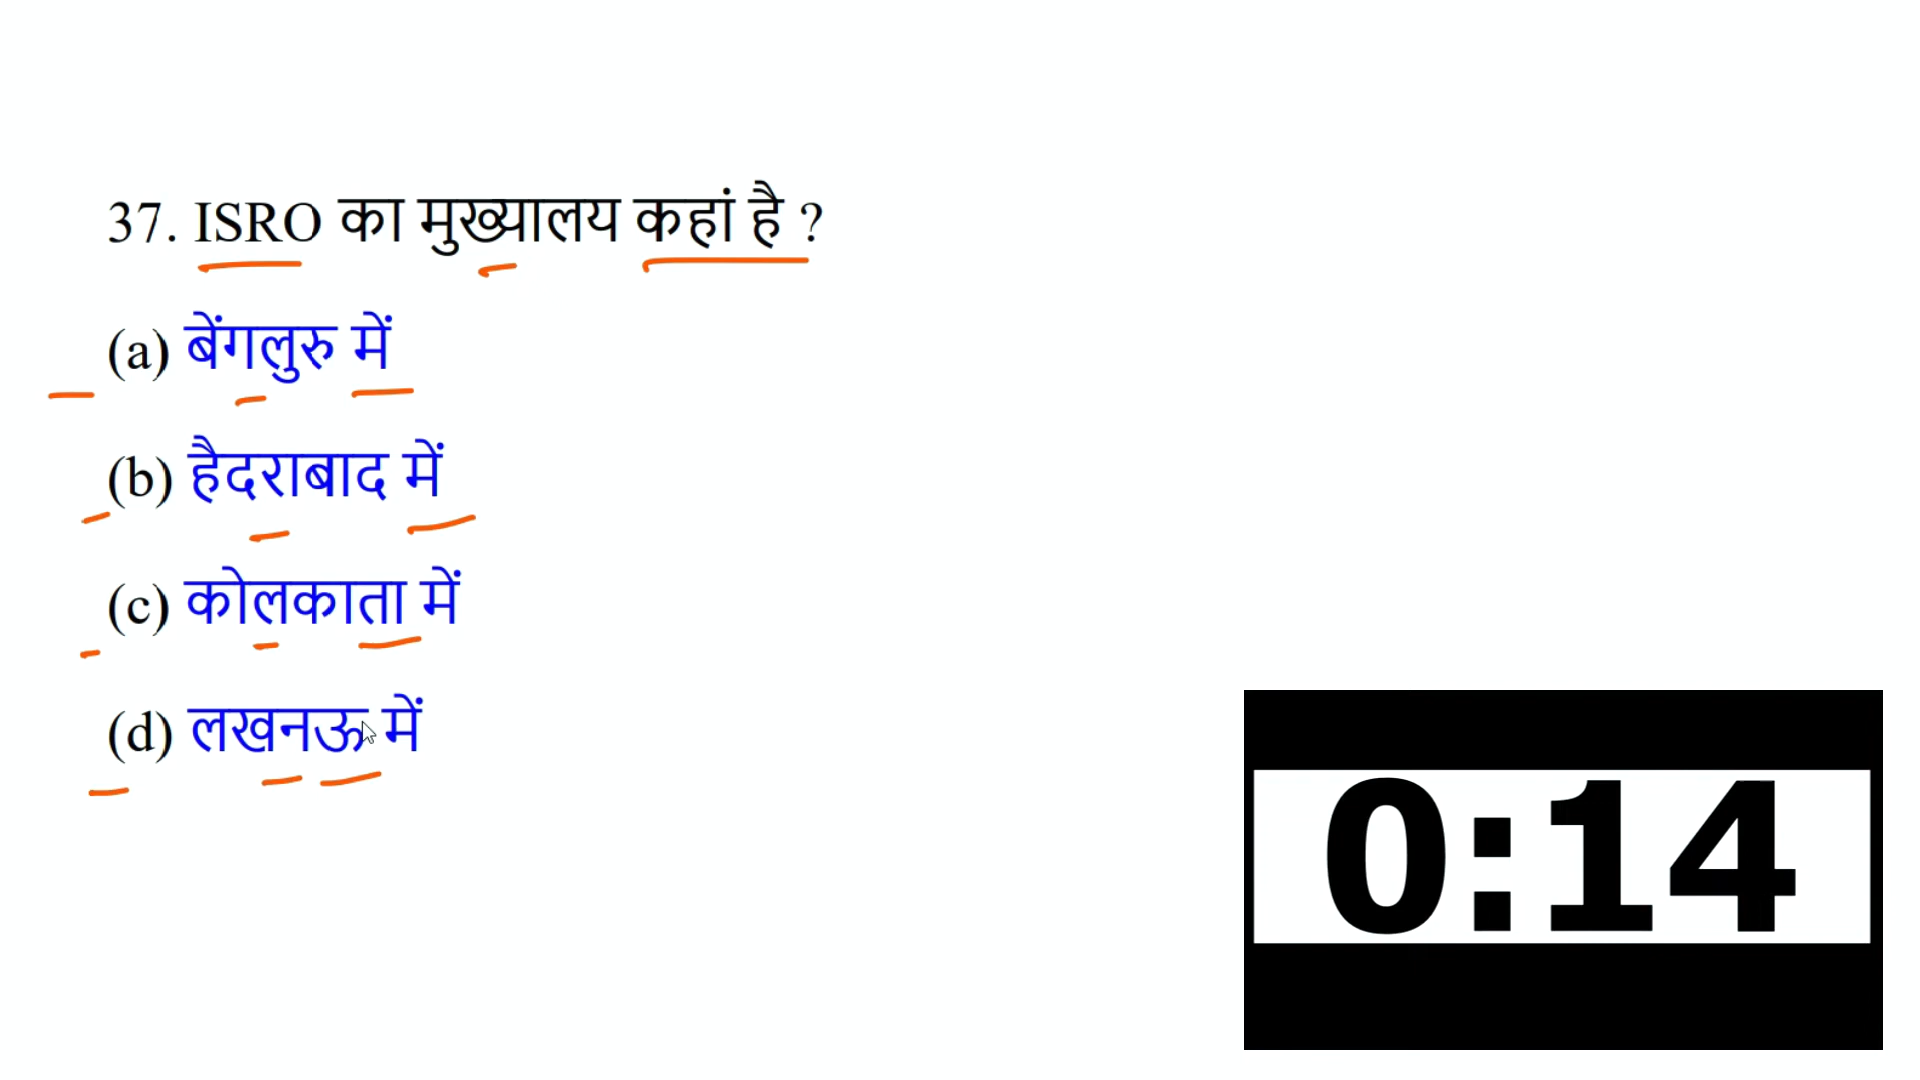 37. ISRO का मुख्यालय कहां है ?
(a) बेंगलुरु में
(b) हैदराबाद में
(c) कोलकाता में
(d) लखनऊ में
0:14